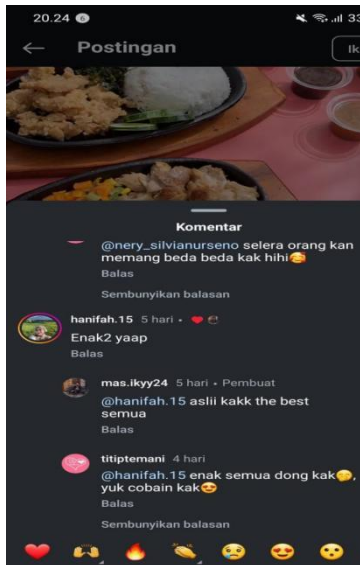 20.24
33
Postingan
Ik
Komentar
@nery_silvianurseno selera orang kan
memang beda beda kak hihi🥰
Balas
Sembunyikan balasan
hanifah.15 5 hari •
Enak2 yaap
Balas
mas.ikyy24 5 hari • Pembuat
@hanifah.15 aslii kakk the best
semua
Balas
titiptemani 4 hari
@hanifah.15 enak semua dong kak🤭,
yuk cobain kak😍
Balas
Sembunyikan balasan